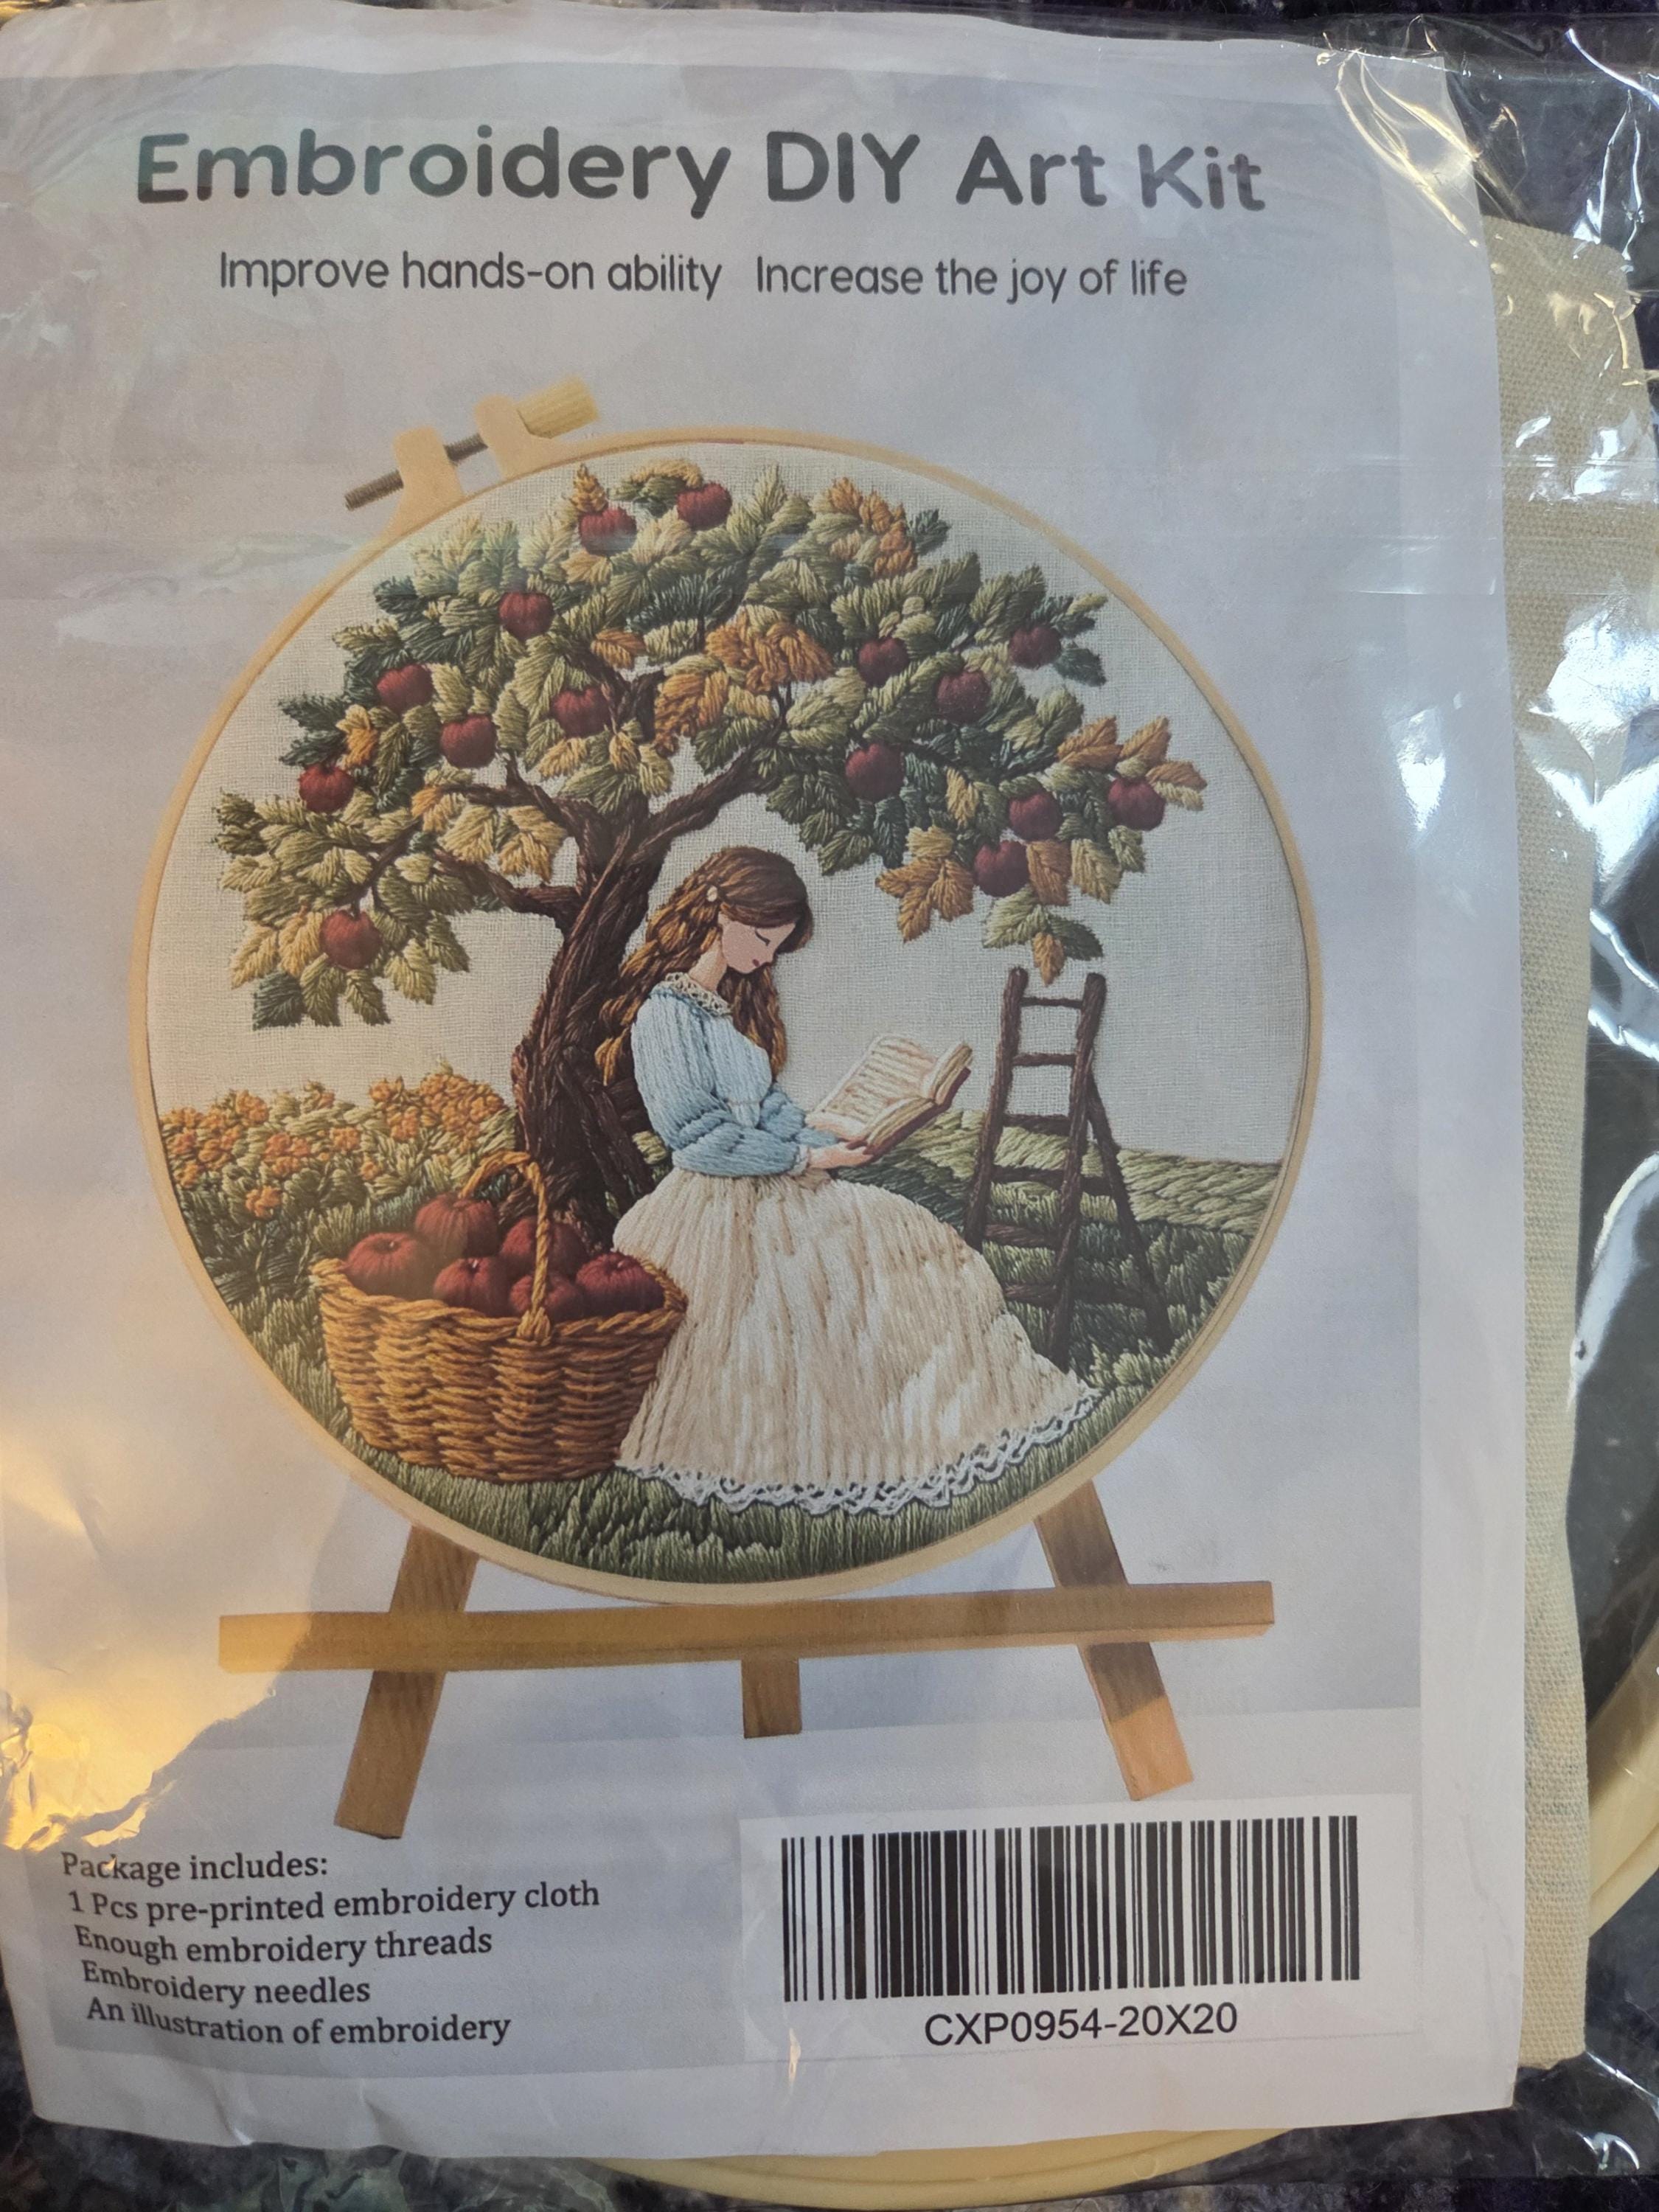 Embroidery DIY Art Kit
Improve hands-on ability Increase the joy of life
Package includes:
1 Pcs pre-printed embroidery cloth
Enough embroidery threads
Embroidery needles
An illustration of embroidery
CXP0954-20X20